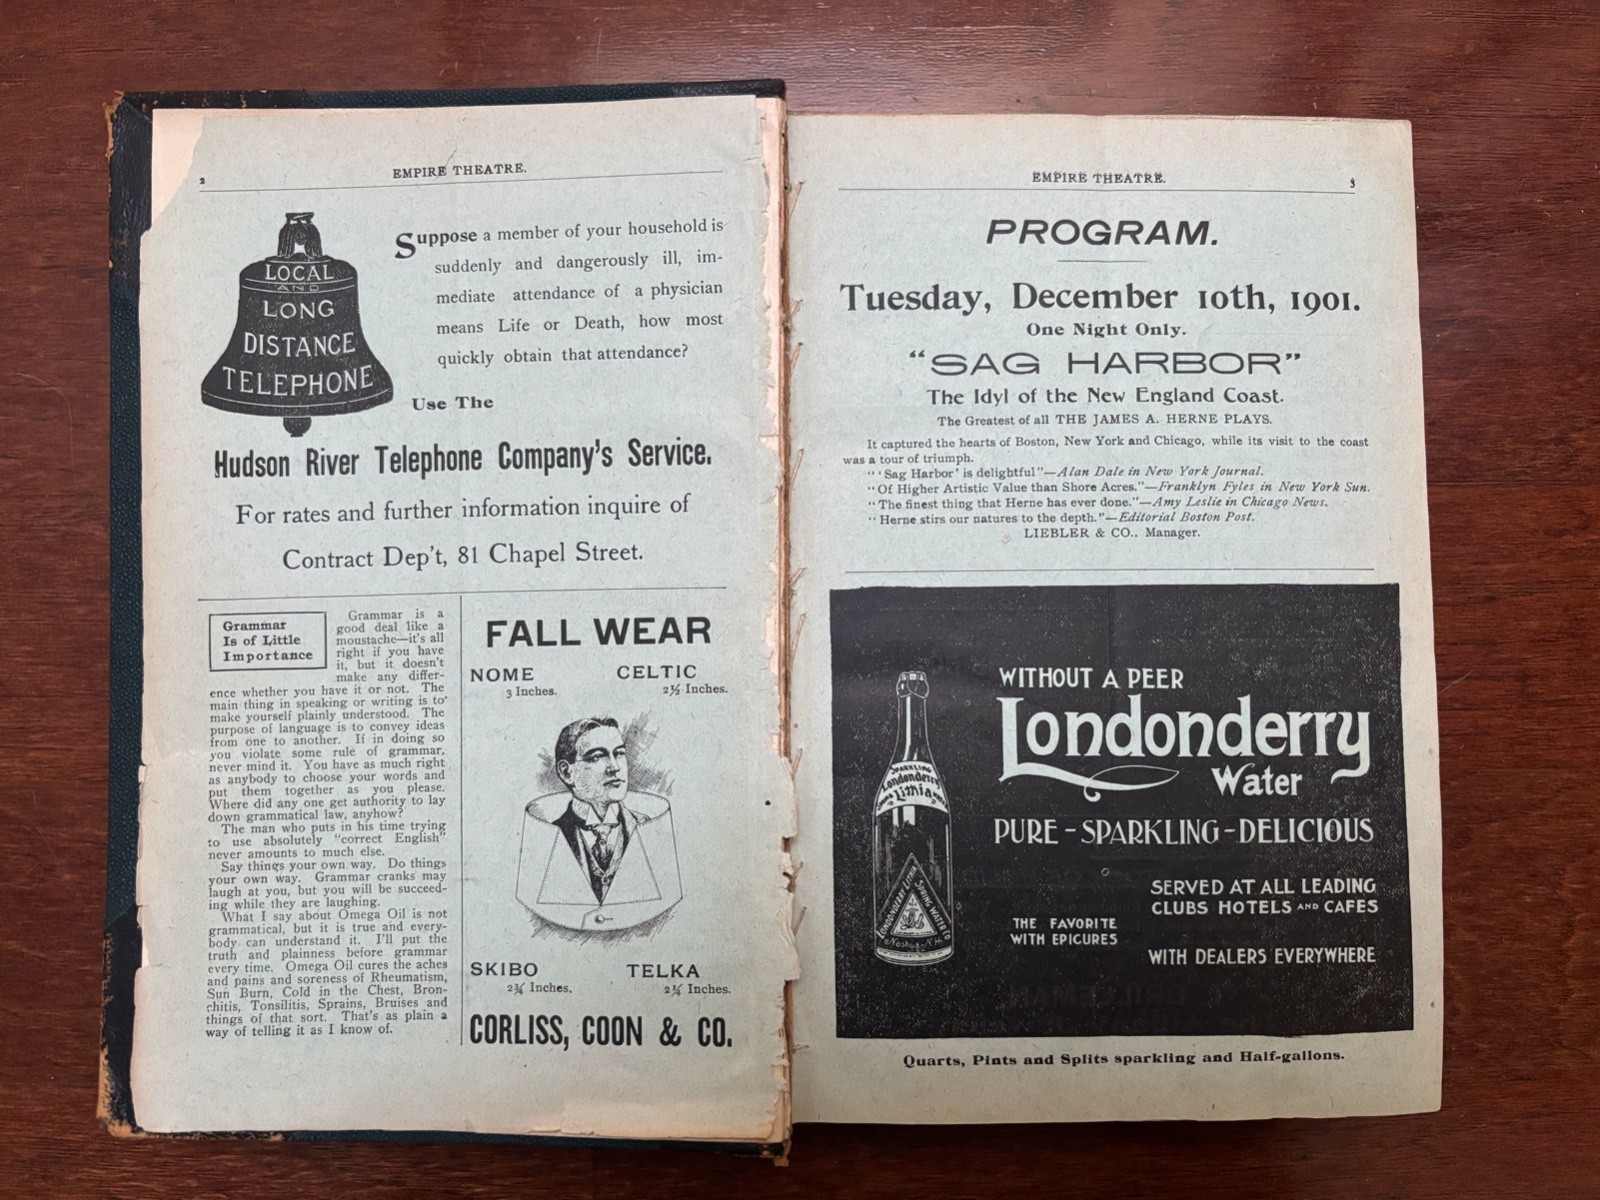 2
EMPIRE THEATRE.
LOCAL
AND
LONG
DISTANCE
TELEPHONE
Suppose a member of your household is
suddenly and dangerously ill, im-
mediate attendance of a physician
means Life or Death, how most
quickly obtain that attendance?
Use The
Hudson River Telephone Company's Service.
For rates and further information inquire of
Contract Dep't, 81 Chapel Street.
Grammar
Is of Little
Importance
Grammar is a
good deal like a
moustache—it's all
right if you have
it, but it doesn't
make any differ-
ence whether you have it or not. The
main thing in speaking or writing is to
make yourself plainly understood. The
purpose of language is to convey ideas
from one to another. If in doing so
you violate some rule of grammar,
never mind it. You have as much right
as anybody to choose your words and
put them together as you please.
Where did any one get authority to lay
down grammatical law, anyhow?
The man who puts in his time trying
to use absolutely "correct English"
never amounts to much else.
Say things your own way. Do things
your own way. Grammar cranks may
laugh at you, but you will be succeed-
ing while they are laughing.
What I say about Omega Oil is not
grammatical, but it is true and every-
body can understand it. I'll put the
truth and plainness before grammar
every time. Omega Oil cures the aches
and pains and soreness of Rheumatism,
Sun Burn, Cold in the Chest, Bron-
chitis, Tonsilitis, Sprains, Bruises and
things of that sort. That's as plain a
way of telling it as I know of.
FALL WEAR
NOME
3 Inches.
CELTIC
2½ Inches.
SKIBO
2¾ Inches.
TELKA
2¼ Inches.
CORLISS, COON & CO.
EMPIRE THEATRE.
3
PROGRAM.
Tuesday, December 10th, 1901.
One Night Only.
"SAG HARBOR"
The Idyl of the New England Coast.
The Greatest of all THE JAMES A. HERNE PLAYS.
It captured the hearts of Boston, New York and Chicago, while its visit to the coast
was a tour of triumph.
"'Sag Harbor' is delightful"—Alan Dale in New York Journal.
"Of Higher Artistic Value than Shore Acres."—Franklyn Fyles in New York Sun.
"The finest thing that Herne has ever done."—Amy Leslie in Chicago News.
"Herne stirs our natures to the depth."—Editorial Boston Post.
LIEBLER & CO., Manager.
SPARKLING
Londonderry
Lithia
LONDONDERRY LITHIA
SPRING WATER CO
Nashua N.H.
WITHOUT A PEER
Londonderry
Water
PURE-SPARKLING-DELICIOUS
THE FAVORITE
WITH EPICURES
SERVED AT ALL LEADING
CLUBS HOTELS AND CAFES
WITH DEALERS EVERYWHERE
Quarts, Pints and Splits sparkling and Half-gallons.